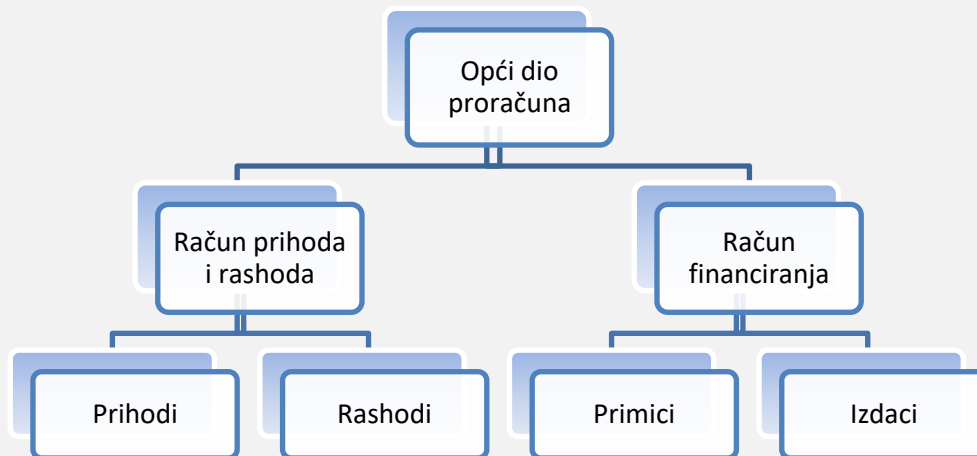 Opći dio
proračuna
Račun prihoda
i rashoda
Račun
financiranja
Prihodi
Rashodi
Primici
Izdaci